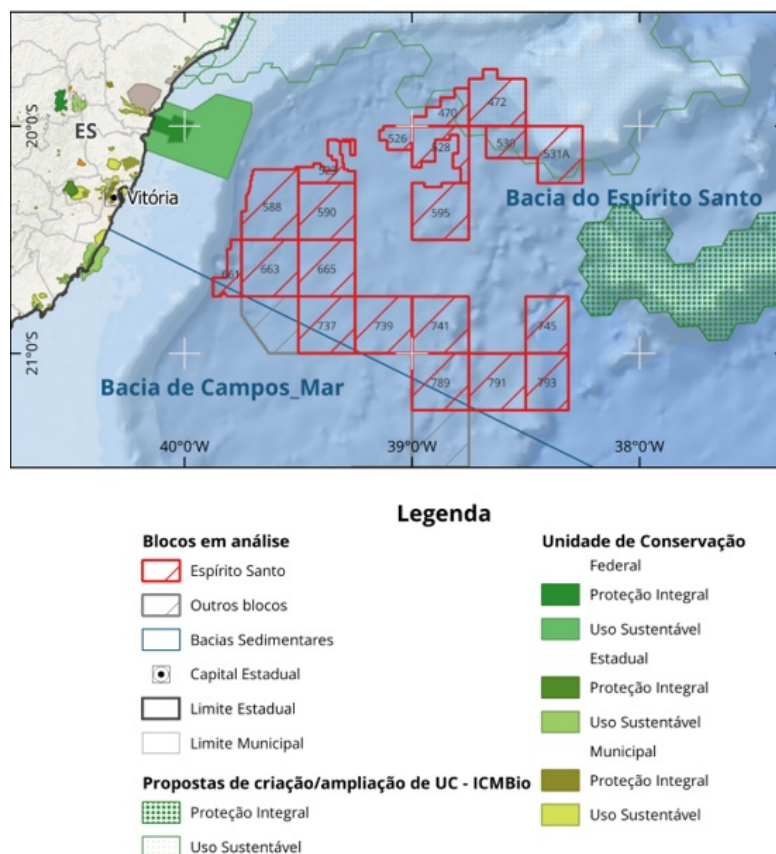 20°0'S
ES
Vitória
470
472
526
528
530
531A
Bacia do Espírito Santo
588
590
595
661
663
665
737
739
741
745
21°0'S
Bacia de Campos_Mar
789
791
793
40°0'W
39°0'W
38°0'W
Legenda
Blocos em análise
Espírito Santo
Outros blocos
Bacias Sedimentares
Capital Estadual
Limite Estadual
Limite Municipal
Propostas de criação/ampliação de UC - ICMBio
Proteção Integral
Uso Sustentável
Unidade de Conservação
Federal
Proteção Integral
Uso Sustentável
Estadual
Proteção Integral
Uso Sustentável
Municipal
Proteção Integral
Uso Sustentável